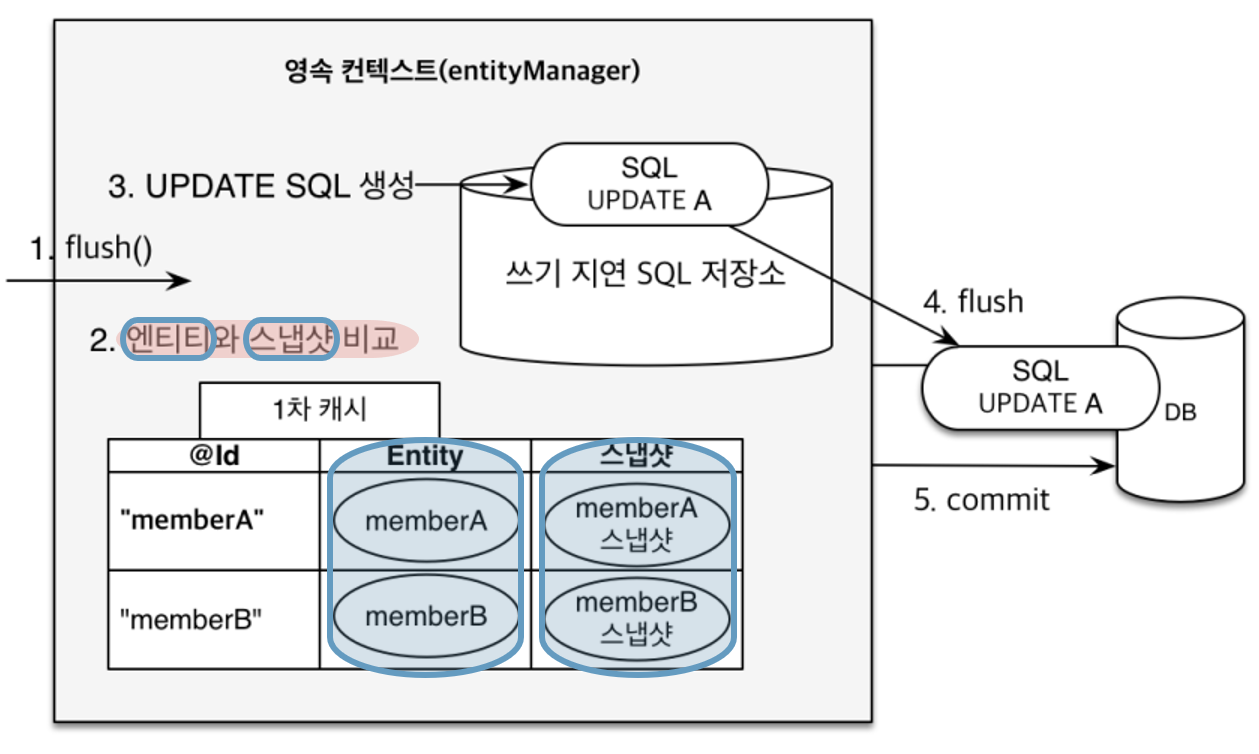 영속 컨텍스트(entityManager)
SQL
UPDATE A
3. UPDATE SQL 생성
1. flush()
쓰기 지연 SQL 저장소
4. flush
2. 엔티티와 스냅샷 비교
SQL
UPDATE A
DB
1차 캐시
@Id
Entity
스냅샷
"memberA"
memberA
memberA
스냅샷
5. commit
"memberB"
memberB
memberB
스냅샷